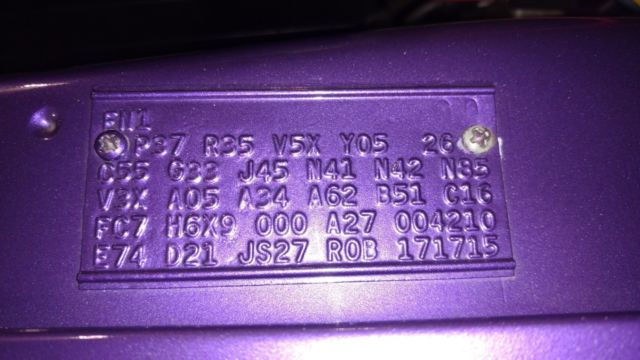 EN1
P37 R35 V5X Y05 26
C55 G33 J45 N41 N42 N85
V3X A05 A34 A62 B51 C16
FC7 H6X9 000 A27 004210
E74 D21 JS27 R0B 171715